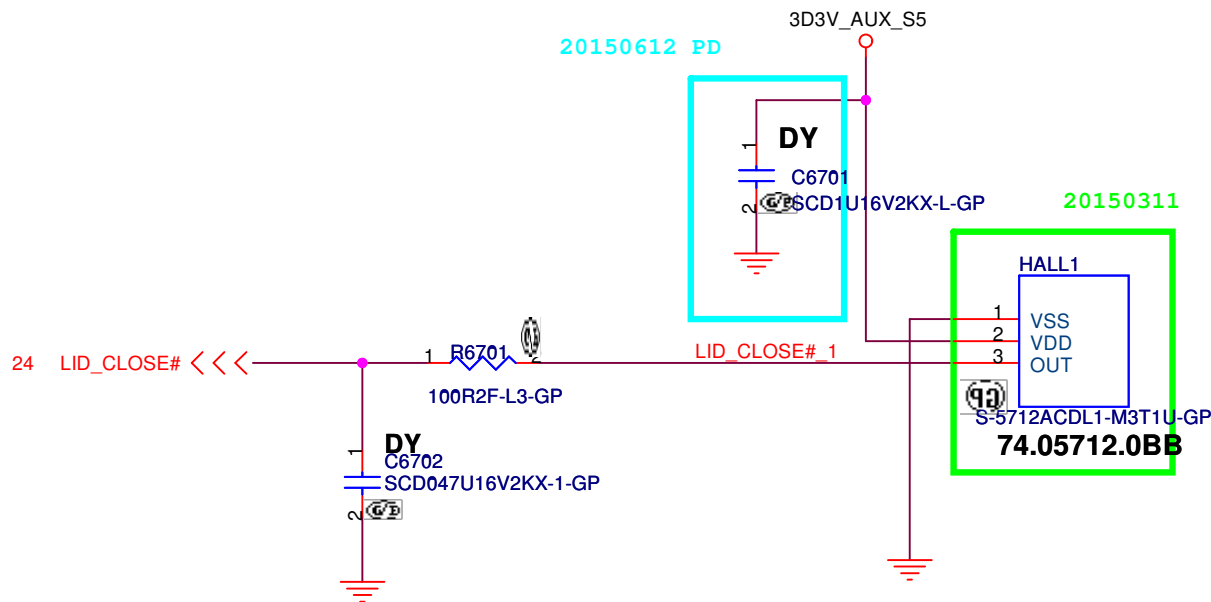 3D3V_AUX_S5
20150612 PD
DY
1
C6701
2
SCD1U16V2KX-L-GP
20150311
HALL1
1
VSS
2
VDD
3
OUT
24 LID_CLOSE#
1
R6701
2
LID_CLOSE#_1
100R2F-L3-GP
S-5712ACDL1-M3T1U-GP
74.05712.0BB
DY
1
C6702
SCD047U16V2KX-1-GP
2